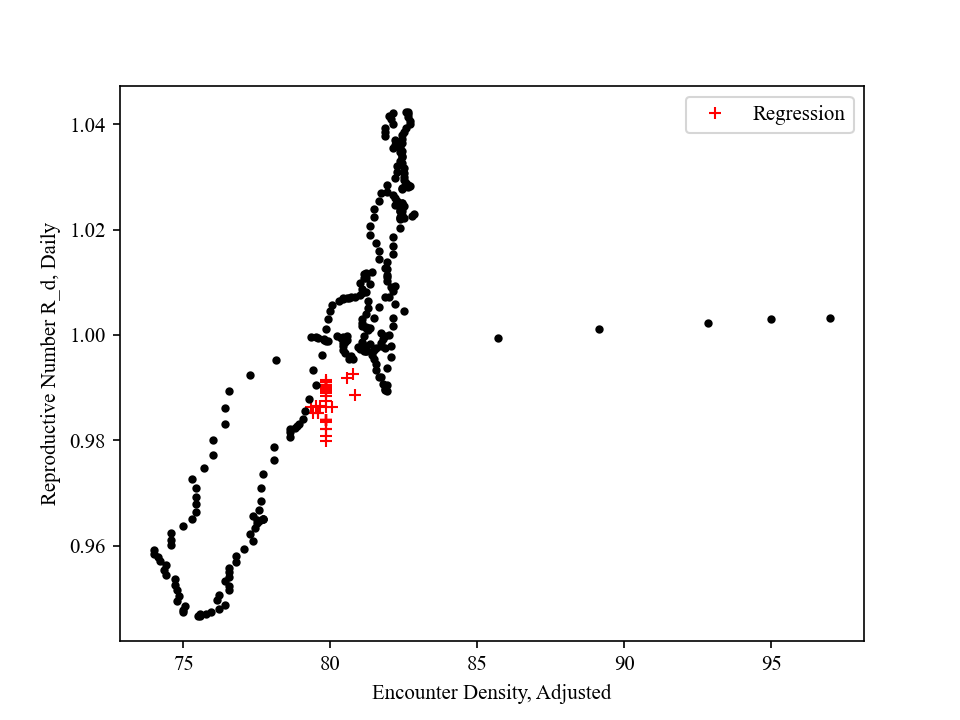 Regression
1.04
1.02
1.00
0.98
0.96
Reproductive Number R_d, Daily
75 80 85 90 95
Encounter Density, Adjusted